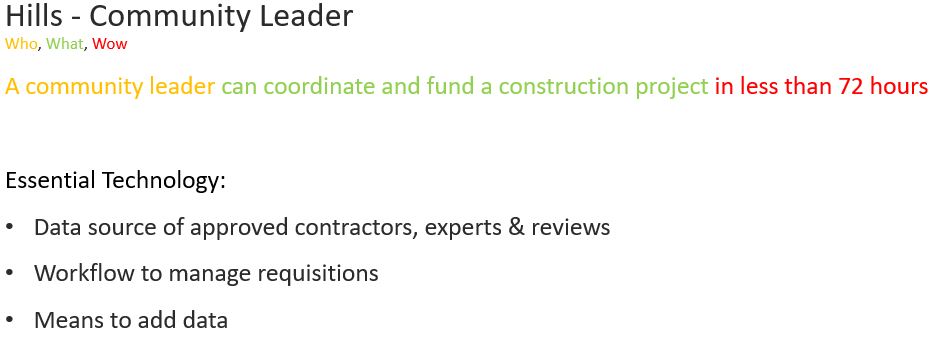 Hills - Community Leader
Who, What, Wow
A community leader can coordinate and fund a construction project in less than 72 hours
Essential Technology:
• Data source of approved contractors, experts & reviews
• Workflow to manage requisitions
• Means to add data